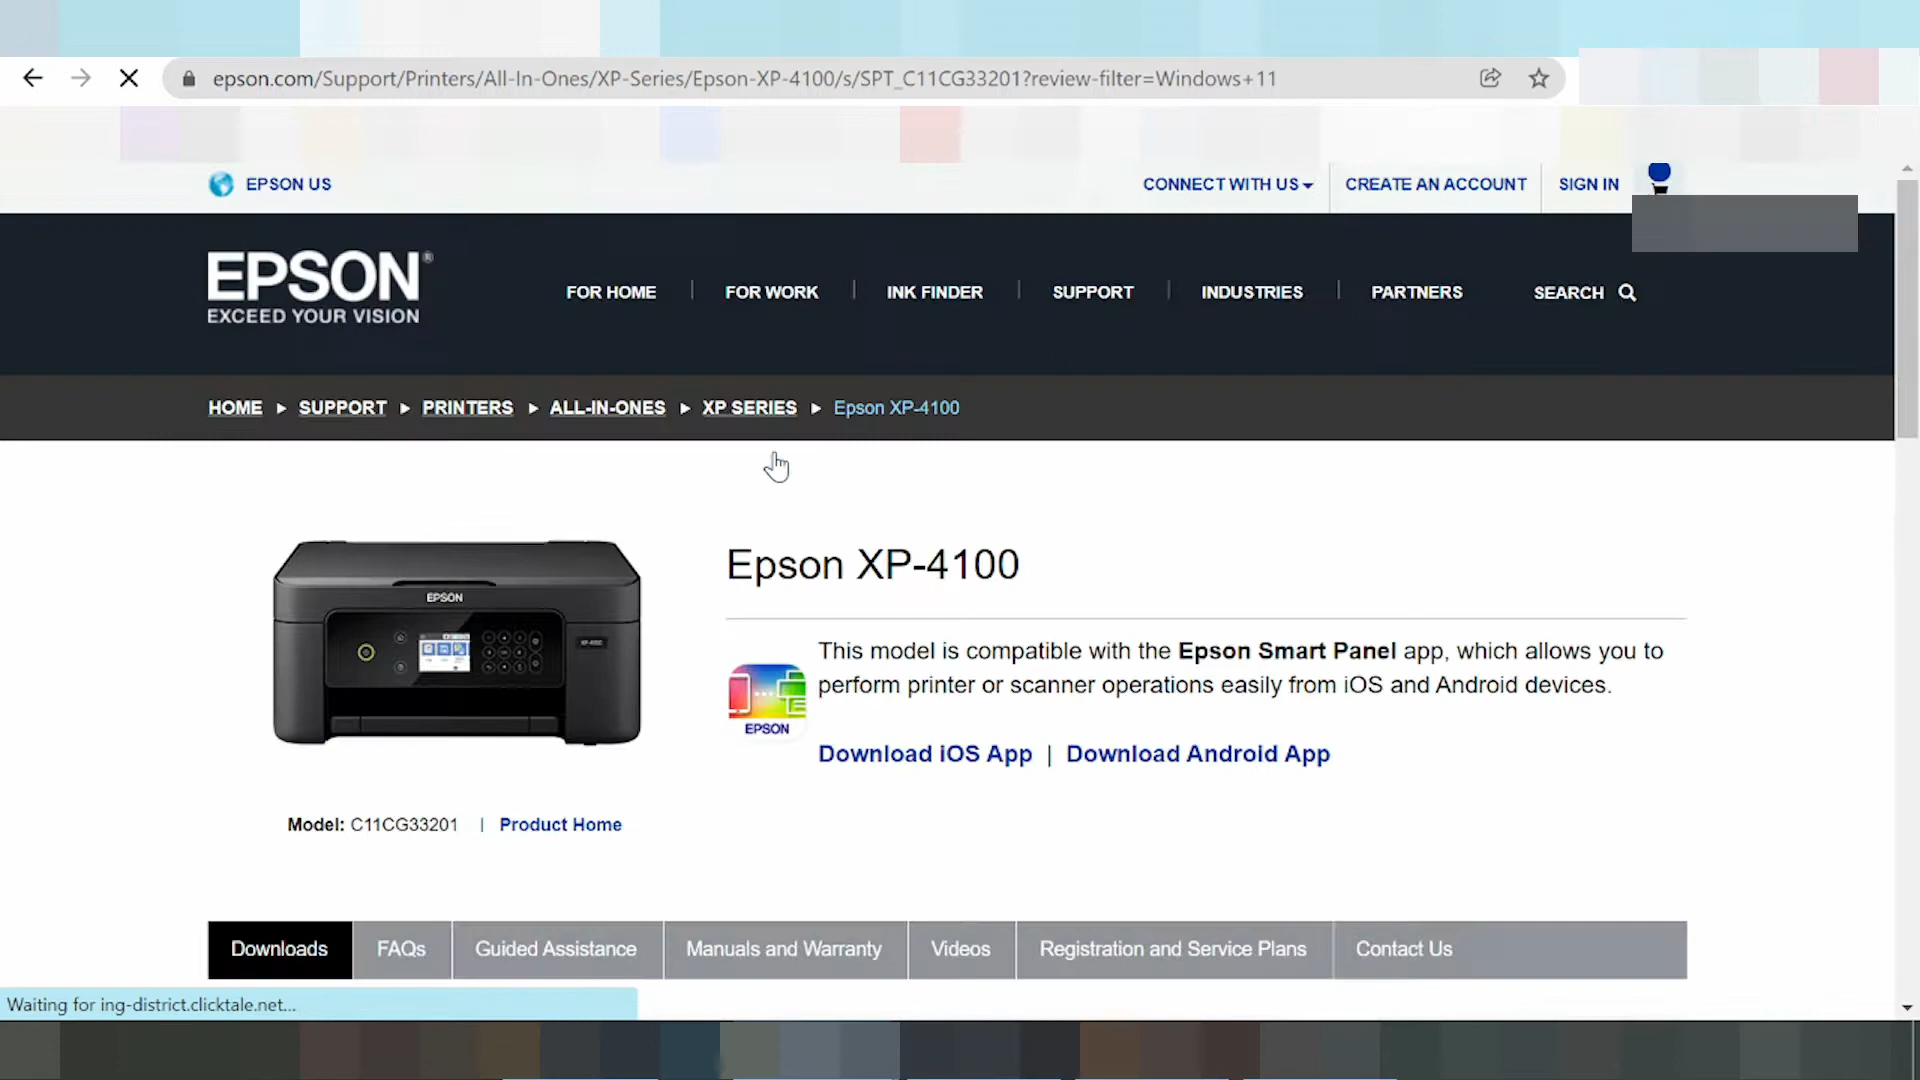 epson.com/Support/Printers/All-In-Ones/XP-Series/Epson-XP-4100/s/SPT_C11CG33201?review-filter=Windows+11
EPSON US
CONNECT WITH US
CREATE AN ACCOUNT
SIGN IN
EPSON®
EXCEED YOUR VISION
FOR HOME
FOR WORK
INK FINDER
SUPPORT
INDUSTRIES
PARTNERS
SEARCH
HOME ▶ SUPPORT ▶ PRINTERS ▶ ALL-IN-ONES ▶ XP SERIES ▶ Epson XP-4100
EPSON
Epson XP-4100
This model is compatible with the Epson Smart Panel app, which allows you to
perform printer or scanner operations easily from iOS and Android devices.
EPSON
Download iOS App | Download Android App
Model: C11CG33201 | Product Home
Downloads
FAQs
Guided Assistance
Manuals and Warranty
Videos
Registration and Service Plans
Contact Us
Waiting for ing-district.clicktale.net...